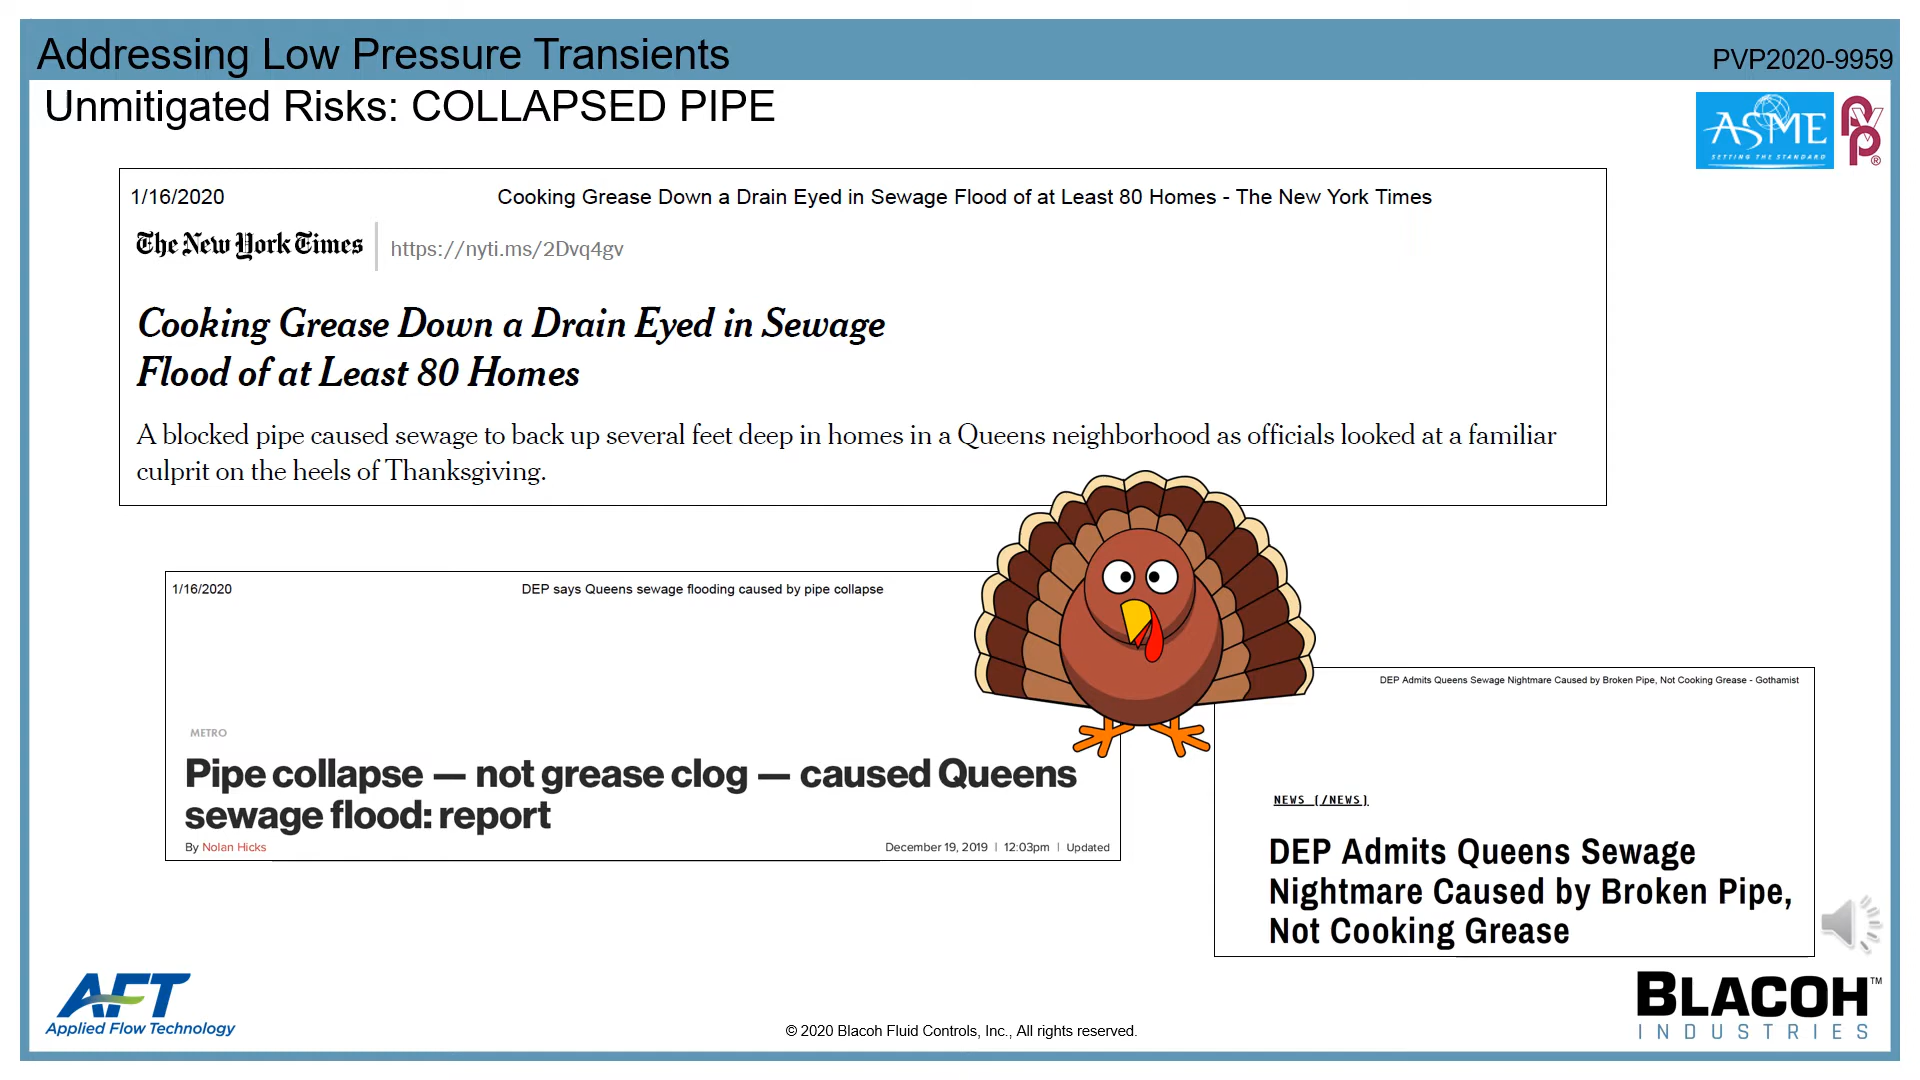 Addressing Low Pressure Transients
PVP2020-9959
Unmitigated Risks: COLLAPSED PIPE
ASME
SETTING THE STANDARD
PVP®
1/16/2020
Cooking Grease Down a Drain Eyed in Sewage Flood of at Least 80 Homes - The New York Times
The New York Times
https://nyti.ms/2Dvq4gv
Cooking Grease Down a Drain Eyed in Sewage
Flood of at Least 80 Homes
A blocked pipe caused sewage to back up several feet deep in homes in a Queens neighborhood as officials looked at a familiar
culprit on the heels of Thanksgiving.
1/16/2020
DEP says Queens sewage flooding caused by pipe collapse
METRO
Pipe collapse — not grease clog — caused Queens
sewage flood: report
By Nolan Hicks
December 19, 2019 | 12:03pm | Updated
DEP Admits Queens Sewage Nightmare Caused by Broken Pipe, Not Cooking Grease - Gothamist
NEWS [/NEWS]
DEP Admits Queens Sewage
Nightmare Caused by Broken Pipe,
Not Cooking Grease
AFT
Applied Flow Technology
© 2020 Blacoh Fluid Controls, Inc., All rights reserved.
BLACOH™
INDUSTRIES